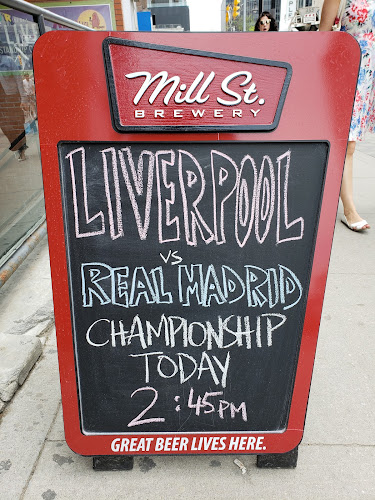 Mill St.
BREWERY
LIVERPOOL
VS
REAL MADRID
CHAMPIONSHIP
TODAY
2:45PM
GREAT BEER LIVES HERE.